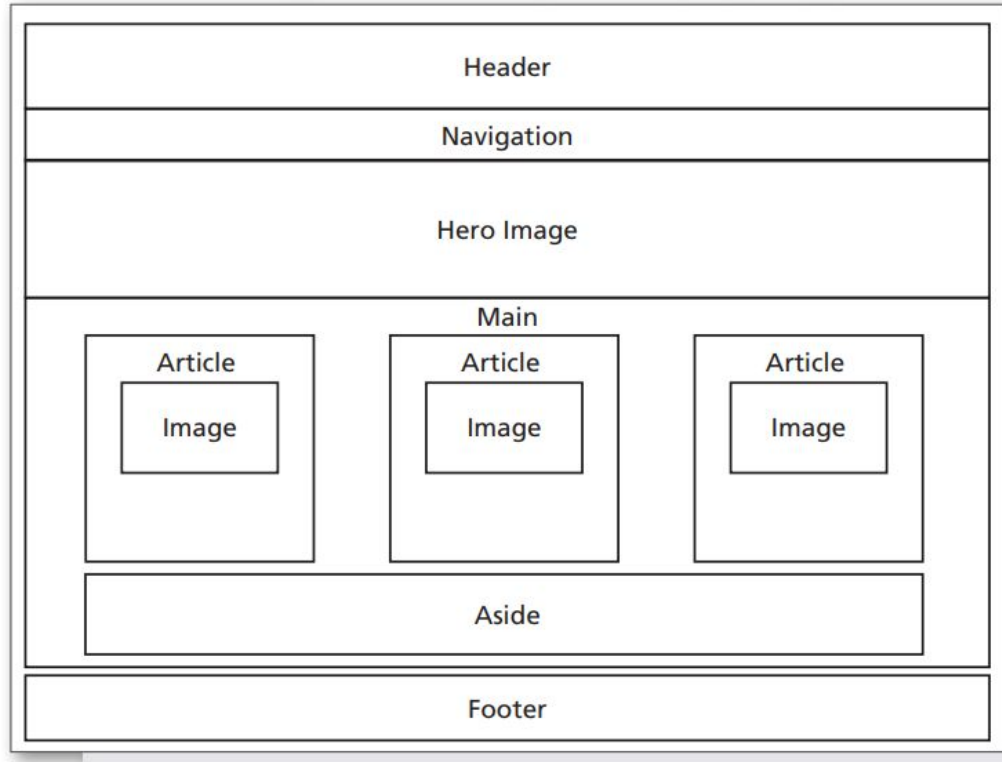 Header
Navigation
Hero Image
Main
Article Article Article
Image Image Image
Aside
Footer